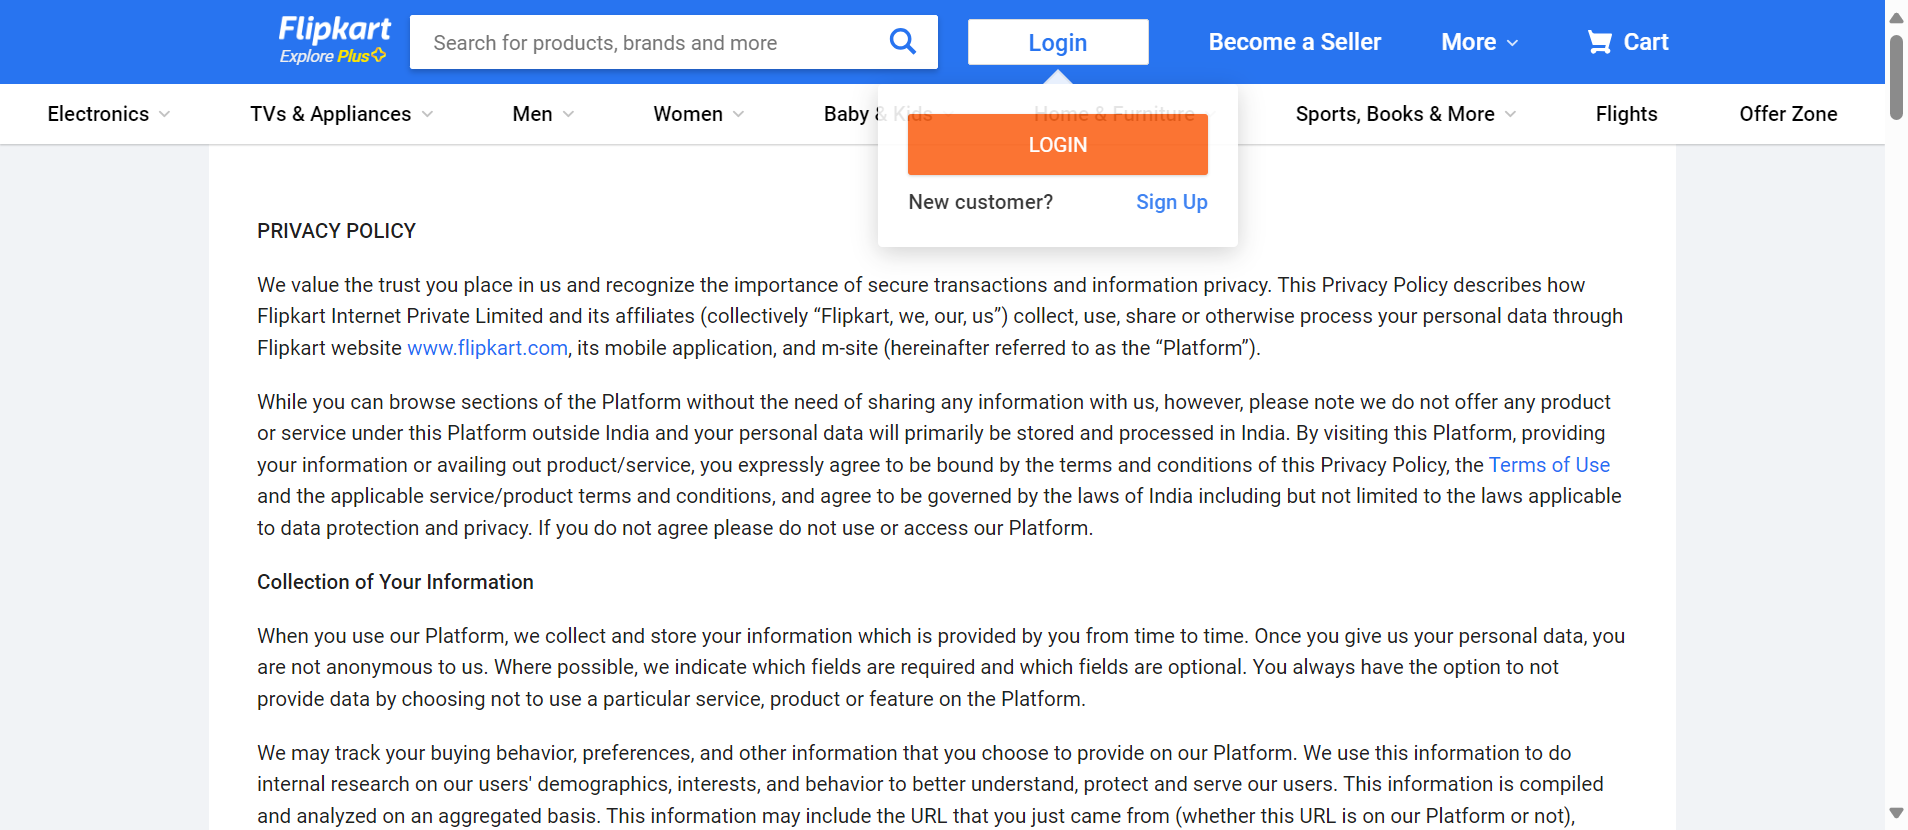 Flipkart
Explore Plus
Search for products, brands and more
Login
Become a Seller
More
Cart
Electronics
TVs & Appliances
Men
Women
Baby & Kids
Home & Furniture
Sports, Books & More
Flights
Offer Zone
LOGIN
New customer?
Sign Up
PRIVACY POLICY
We value the trust you place in us and recognize the importance of secure transactions and information privacy. This Privacy Policy describes how
Flipkart Internet Private Limited and its affiliates (collectively “Flipkart, we, our, us”) collect, use, share or otherwise process your personal data through
Flipkart website www.flipkart.com, its mobile application, and m-site (hereinafter referred to as the “Platform”).
While you can browse sections of the Platform without the need of sharing any information with us, however, please note we do not offer any product
or service under this Platform outside India and your personal data will primarily be stored and processed in India. By visiting this Platform, providing
your information or availing out product/service, you expressly agree to be bound by the terms and conditions of this Privacy Policy, the Terms of Use
and the applicable service/product terms and conditions, and agree to be governed by the laws of India including but not limited to the laws applicable
to data protection and privacy. If you do not agree please do not use or access our Platform.
Collection of Your Information
When you use our Platform, we collect and store your information which is provided by you from time to time. Once you give us your personal data, you
are not anonymous to us. Where possible, we indicate which fields are required and which fields are optional. You always have the option to not
provide data by choosing not to use a particular service, product or feature on the Platform.
We may track your buying behavior, preferences, and other information that you choose to provide on our Platform. We use this information to do
internal research on our users' demographics, interests, and behavior to better understand, protect and serve our users. This information is compiled
and analyzed on an aggregated basis. This information may include the URL that you just came from (whether this URL is on our Platform or not),